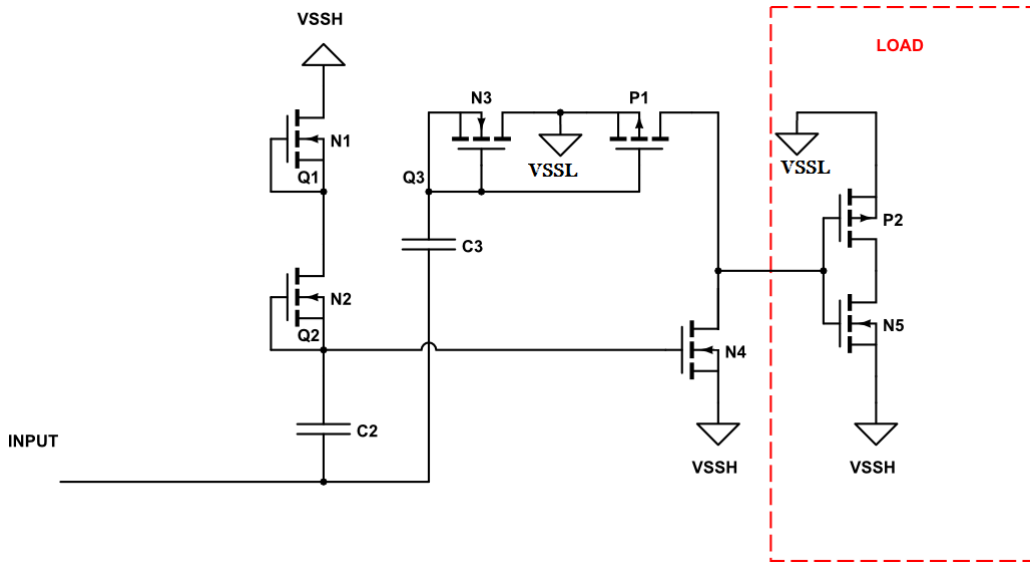 VSSH
LOAD
N3
P1
N1
VSSL
VSSL
Q1
Q3
P2
C3
N2
Q2
N5
N4
C2
INPUT
VSSH
VSSH